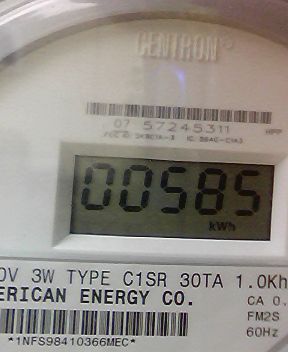 CENTRON
07 57245311 HPP
00585
kWh
0V 3W TYPE C1SR 30TA 1.0Kh
ERICAN ENERGY CO. CA 0.
FM2S
*1NFS98410366MEC* 60Hz